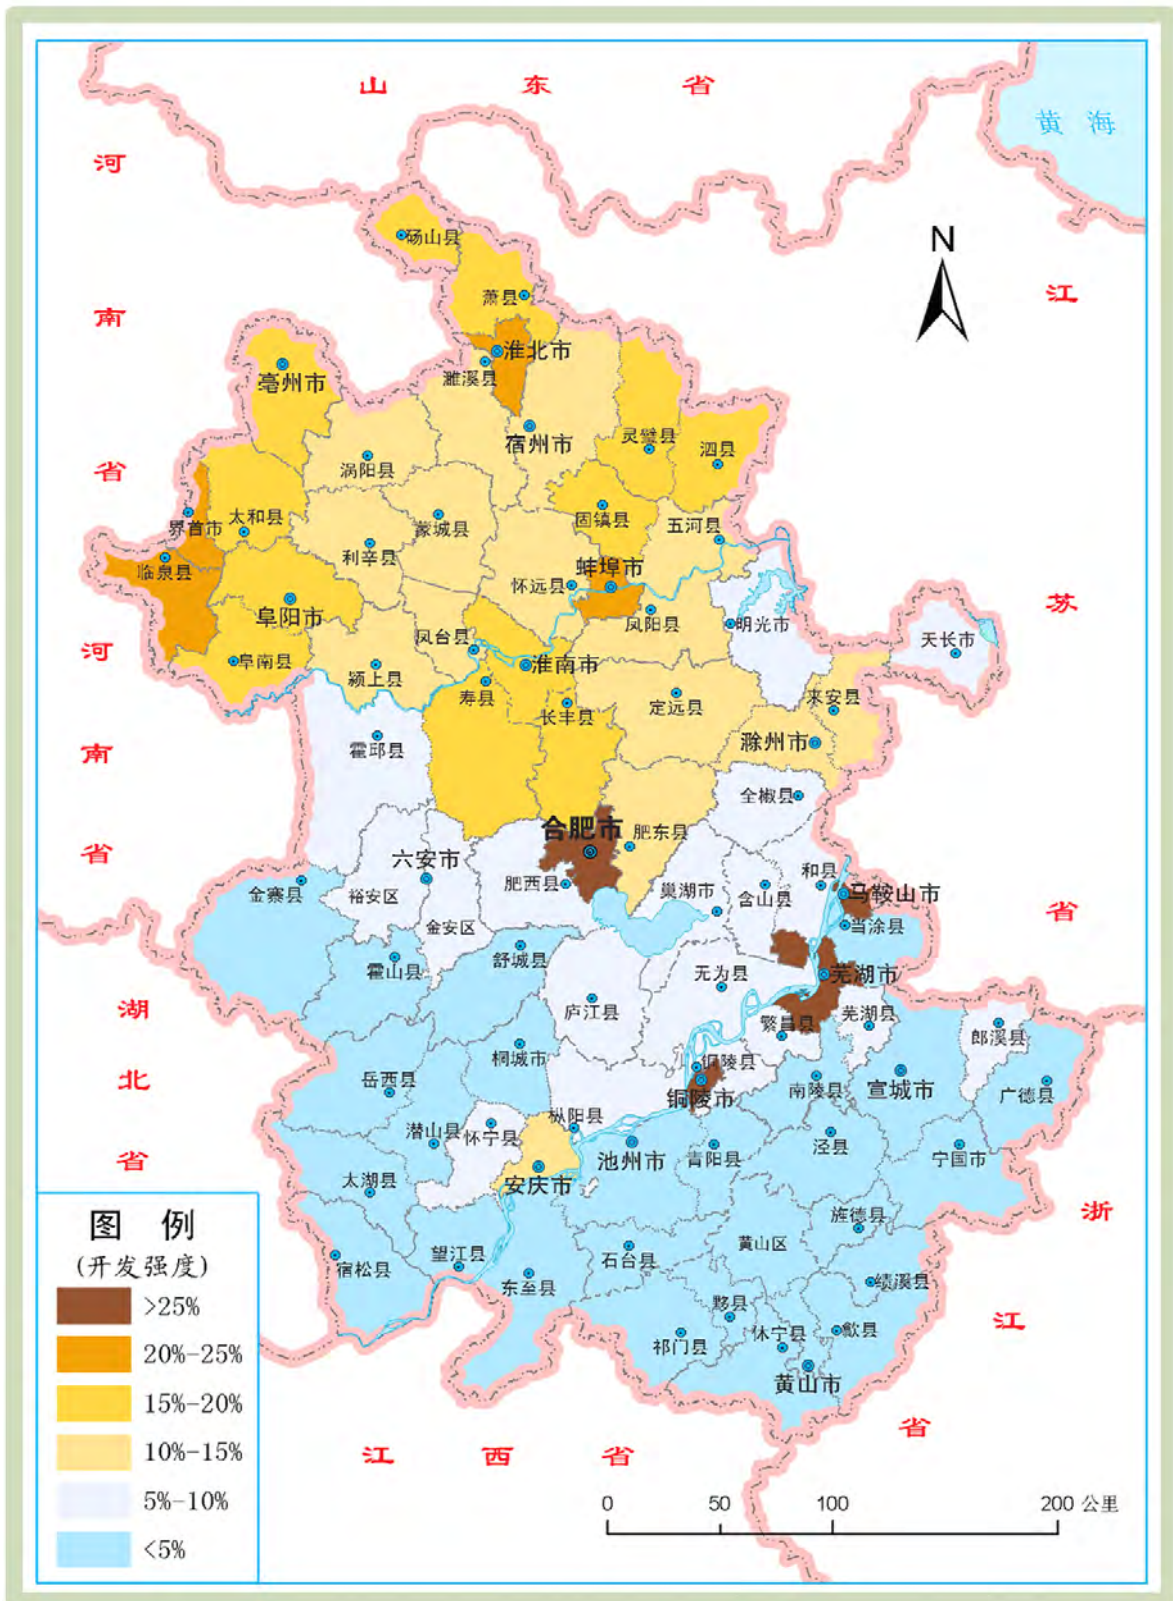 山 东 省
黄 海
河
南
省
河
南
省
湖
北
省
江
苏
省
浙
江
省
江 西 省
N
砀山县
萧县
淮北市
濉溪县
亳州市
宿州市
灵璧县
泗县
涡阳县
界首市
太和县
蒙城县
固镇县
五河县
利辛县
临泉县
怀远县
蚌埠市
阜阳市
凤台县
凤阳县
明光市
天长市
阜南县
颍上县
淮南市
寿县
长丰县
定远县
来安县
霍邱县
滁州市
全椒县
合肥市
肥东县
六安市
金寨县
裕安区
肥西县
巢湖市
含山县
和县
马鞍山市
金安区
当涂县
霍山县
舒城县
无为县
芜湖市
庐江县
繁昌县
芜湖县
郎溪县
桐城市
岳西县
铜陵县
铜陵市
南陵县
宣城市
广德县
枞阳县
潜山县
怀宁县
池州市
青阳县
泾县
宁国市
太湖县
安庆市
旌德县
望江县
石台县
黄山区
宿松县
东至县
绩溪县
黟县
祁门县
休宁县
歙县
黄山市
图 例
(开发强度)
>25%
20%-25%
15%-20%
10%-15%
5%-10%
<5%
0 50 100 200 公里